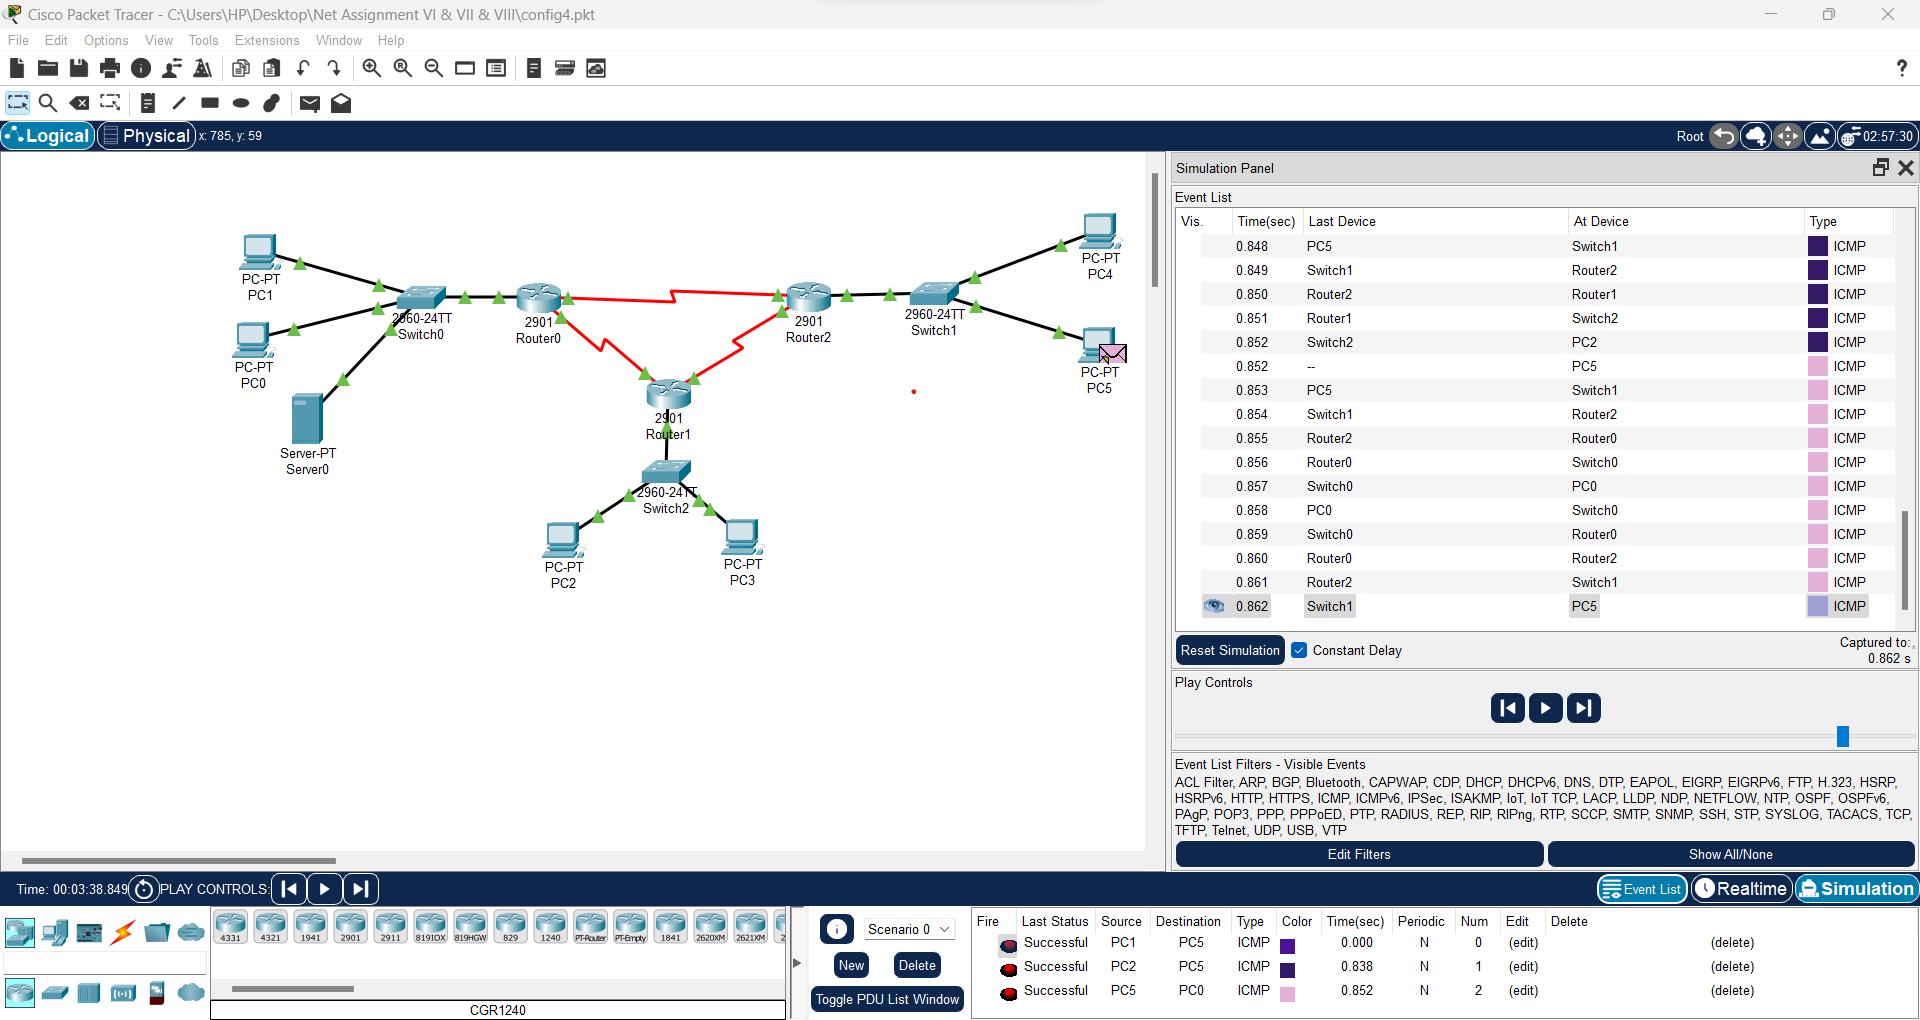 Cisco Packet Tracer - C:\Users\HP\Desktop\Net Assignment VI & VII & VIII\config4.pkt
File Edit Options View Tools Extensions Window Help
Logical Physical x: 785, y: 59
Root 02:57:30
PC-PT
PC1
PC-PT
PC0
Server-PT
Server0
2960-24TT
Switch0
2901
Router0
2901
Router2
2901
Router1
2960-24TT
Switch1
2960-24TT
Switch2
PC-PT
PC4
PC-PT
PC5
PC-PT
PC2
PC-PT
PC3
Simulation Panel
Event List
Vis. Time(sec) Last Device At Device Type
0.848 PC5 Switch1 ICMP
0.849 Switch1 Router2 ICMP
0.850 Router2 Router1 ICMP
0.851 Router1 Switch2 ICMP
0.852 Switch2 PC2 ICMP
0.852 -- PC5 ICMP
0.853 PC5 Switch1 ICMP
0.854 Switch1 Router2 ICMP
0.855 Router2 Router0 ICMP
0.856 Router0 Switch0 ICMP
0.857 Switch0 PC0 ICMP
0.858 PC0 Switch0 ICMP
0.859 Switch0 Router0 ICMP
0.860 Router0 Router2 ICMP
0.861 Router2 Switch1 ICMP
0.862 Switch1 PC5 ICMP
Reset Simulation Constant Delay
Captured to:
0.862 s
Play Controls
Event List Filters - Visible Events
ACL Filter, ARP, BGP, Bluetooth, CAPWAP, CDP, DHCP, DHCPv6, DNS, DTP, EAPOL, EIGRP, EIGRPv6, FTP, H.323, HSRP,
HSRPv6, HTTP, HTTPS, ICMP, ICMPv6, IPSec, ISAKMP, IoT, IoT TCP, LACP, LLDP, NDP, NETFLOW, NTP, OSPF, OSPFv6,
PAgP, POP3, PPP, PPPoED, PTP, RADIUS, REP, RIP, RIPng, RTP, SCCP, SMTP, SNMP, SSH, STP, SYSLOG, TACACS, TCP,
TFTP, Telnet, UDP, USB, VTP
Edit Filters Show All/None
Time: 00:03:38.849 PLAY CONTROLS:
Event List Realtime Simulation
4331 4321 1941 2901 2911 819IOX 819HGW 829 1240 PT-Router PT-Empty 1841 2620XM 2621XM 2
CGR1240
Scenario 0
New Delete
Toggle PDU List Window
Fire Last Status Source Destination Type Color Time(sec) Periodic Num Edit Delete
Successful PC1 PC5 ICMP 0.000 N 0 (edit) (delete)
Successful PC2 PC5 ICMP 0.838 N 1 (edit) (delete)
Successful PC5 PC0 ICMP 0.852 N 2 (edit) (delete)